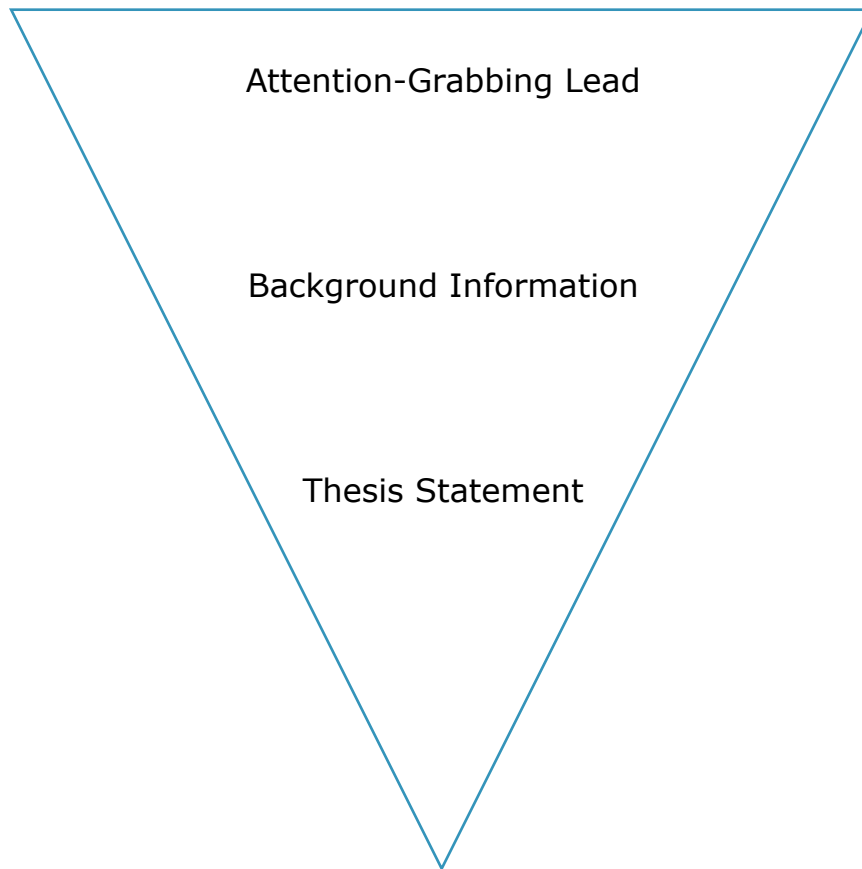 Attention-Grabbing Lead
Background Information
Thesis Statement